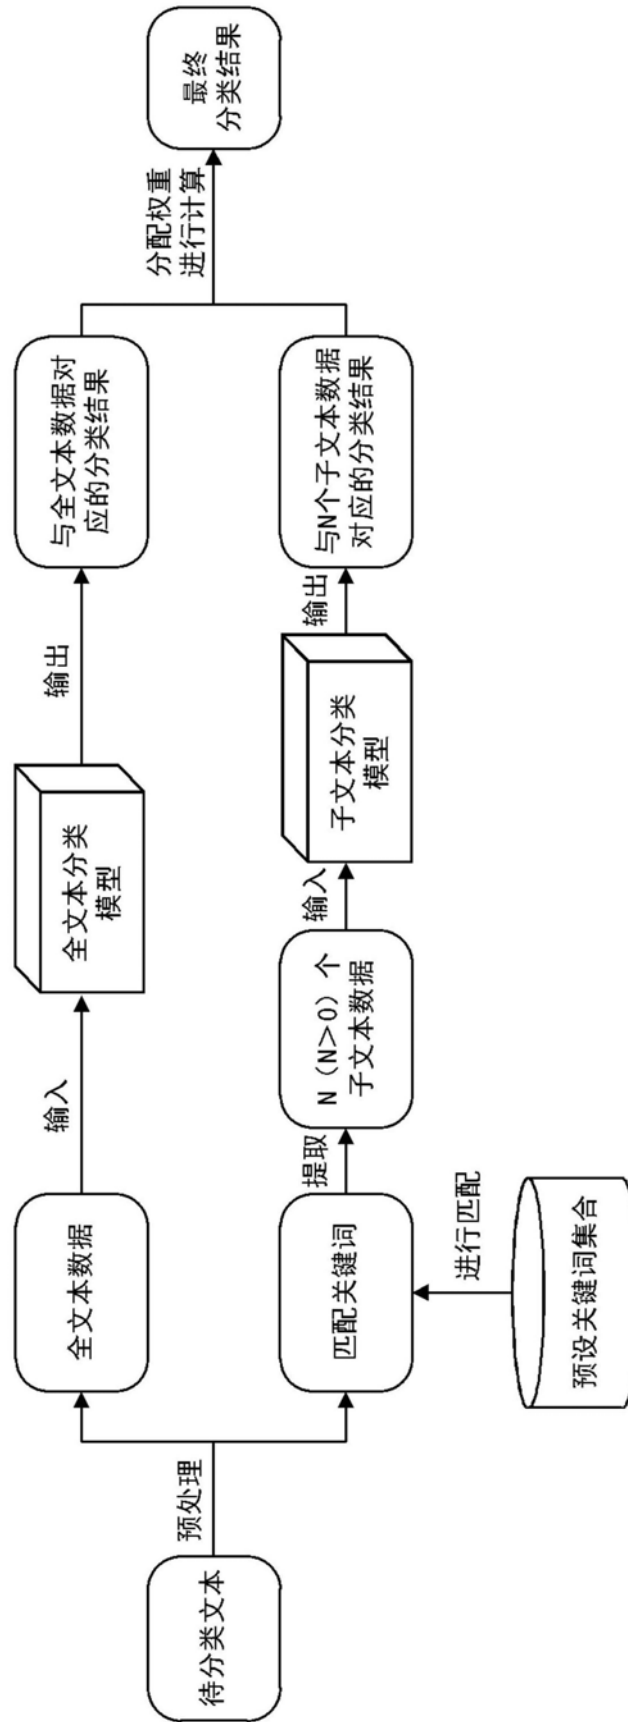 待分类文本
预处理
全文本数据
输入
全文本分类
模型
输出
与全文本数据对
应的分类结果
匹配关键词
进行匹配
预设关键词集合
提取
N（N>0）个
子文本数据
输入
子文本分类
模型
输出
与N个子文本数据
对应的分类结果
分配权重
进行计算
最终
分类结果